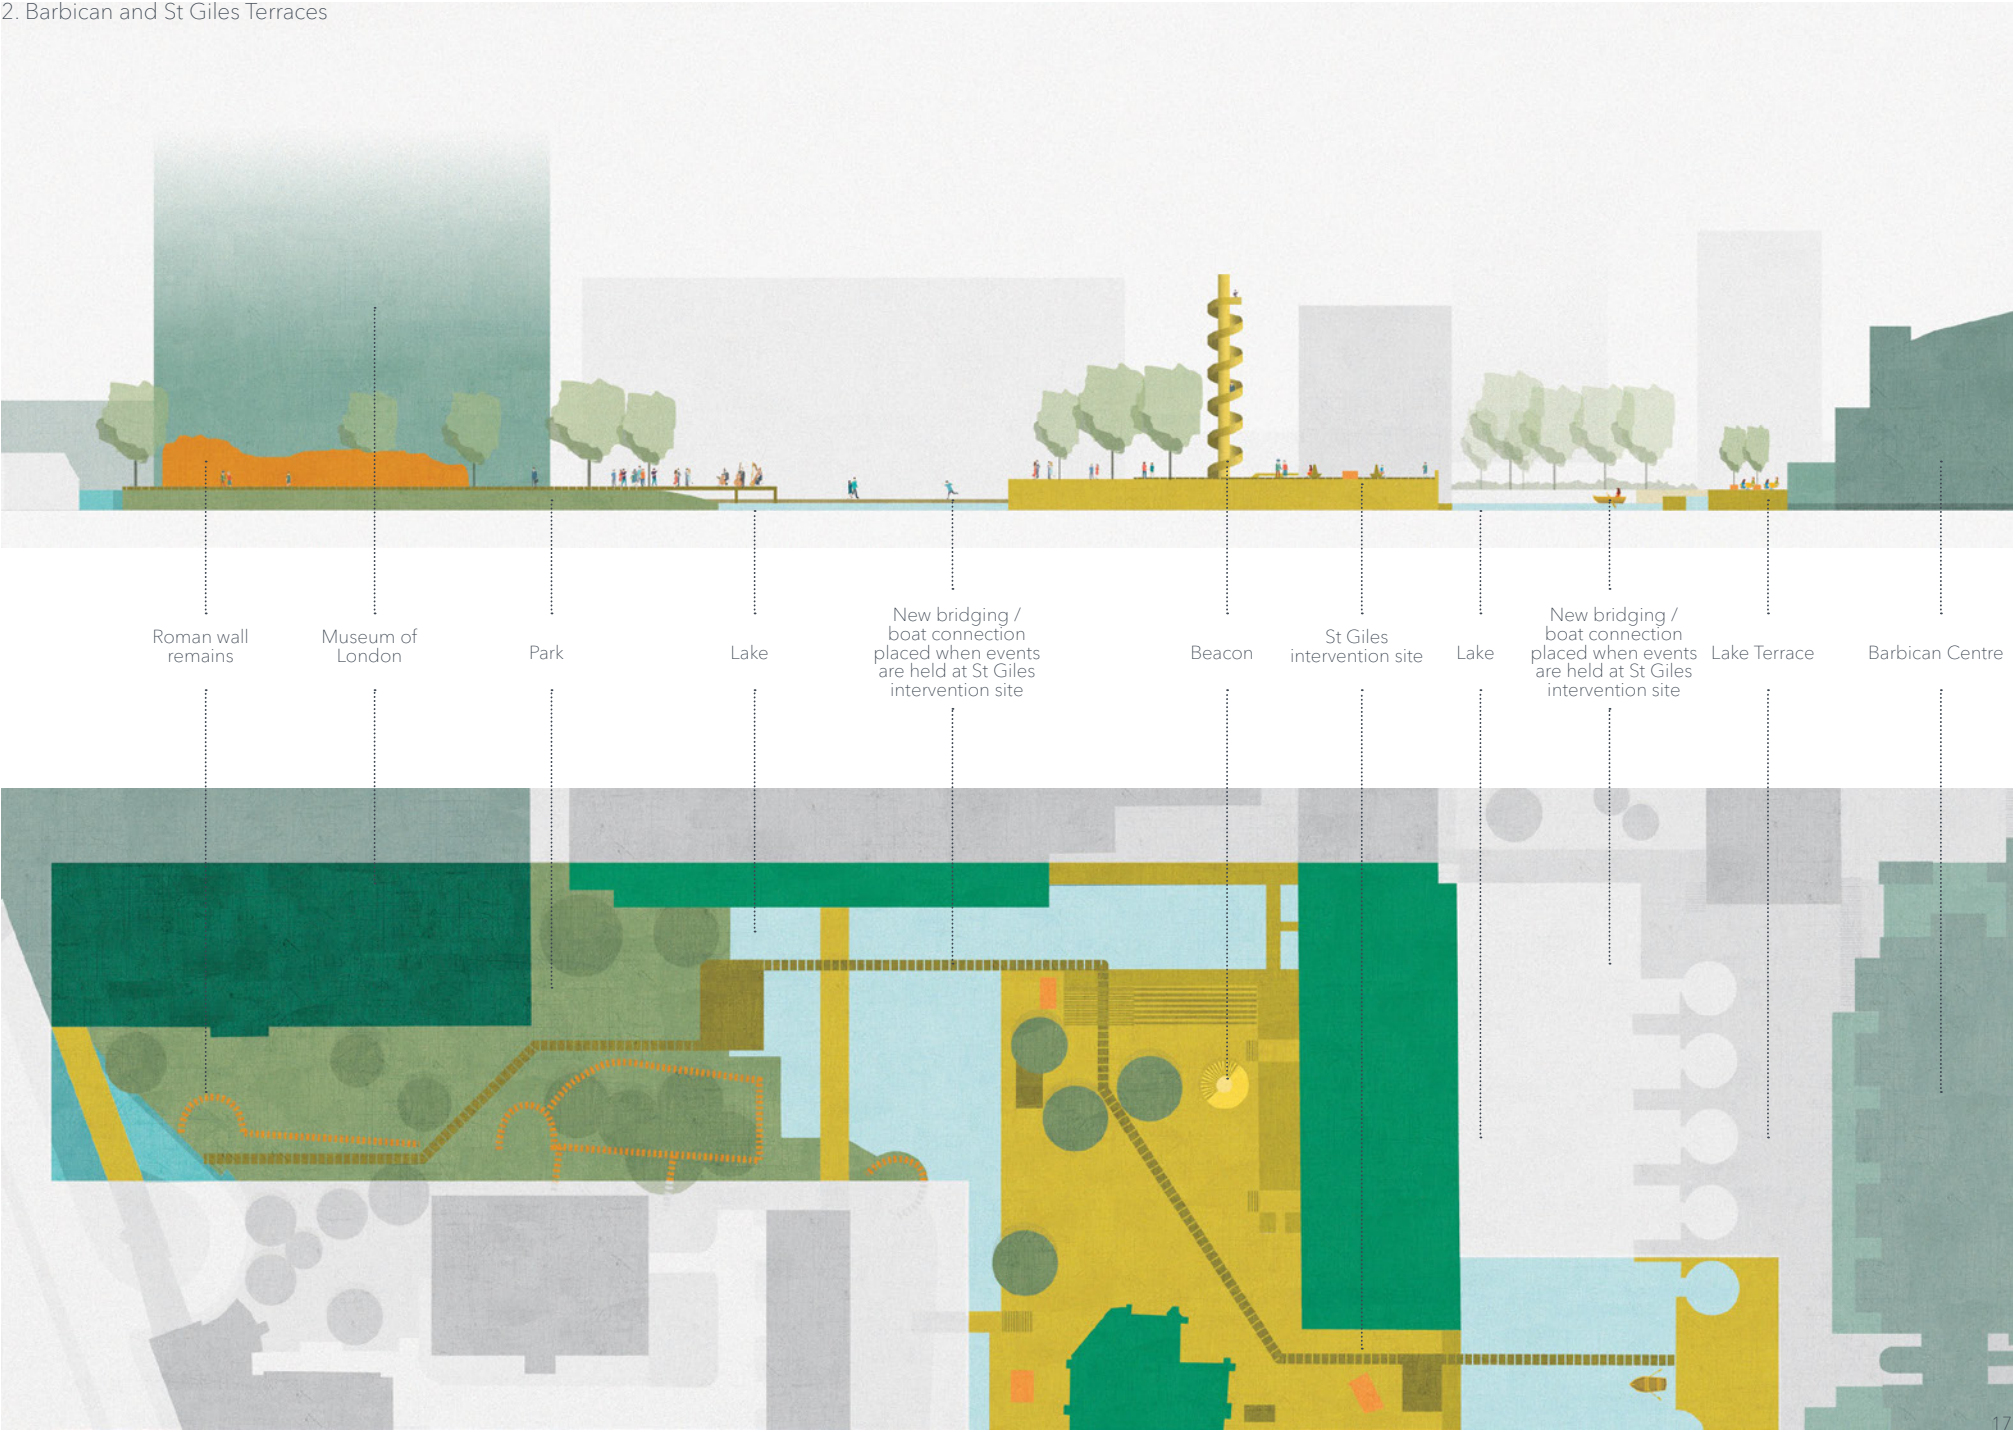 2. Barbican and St Giles Terraces
Roman wall
remains
Museum of
London
Park
Lake
New bridging /
boat connection
placed when events
are held at St Giles
intervention site
Beacon
St Giles
intervention site
Lake
New bridging /
boat connection
placed when events
are held at St Giles
intervention site
Lake Terrace
Barbican Centre
17